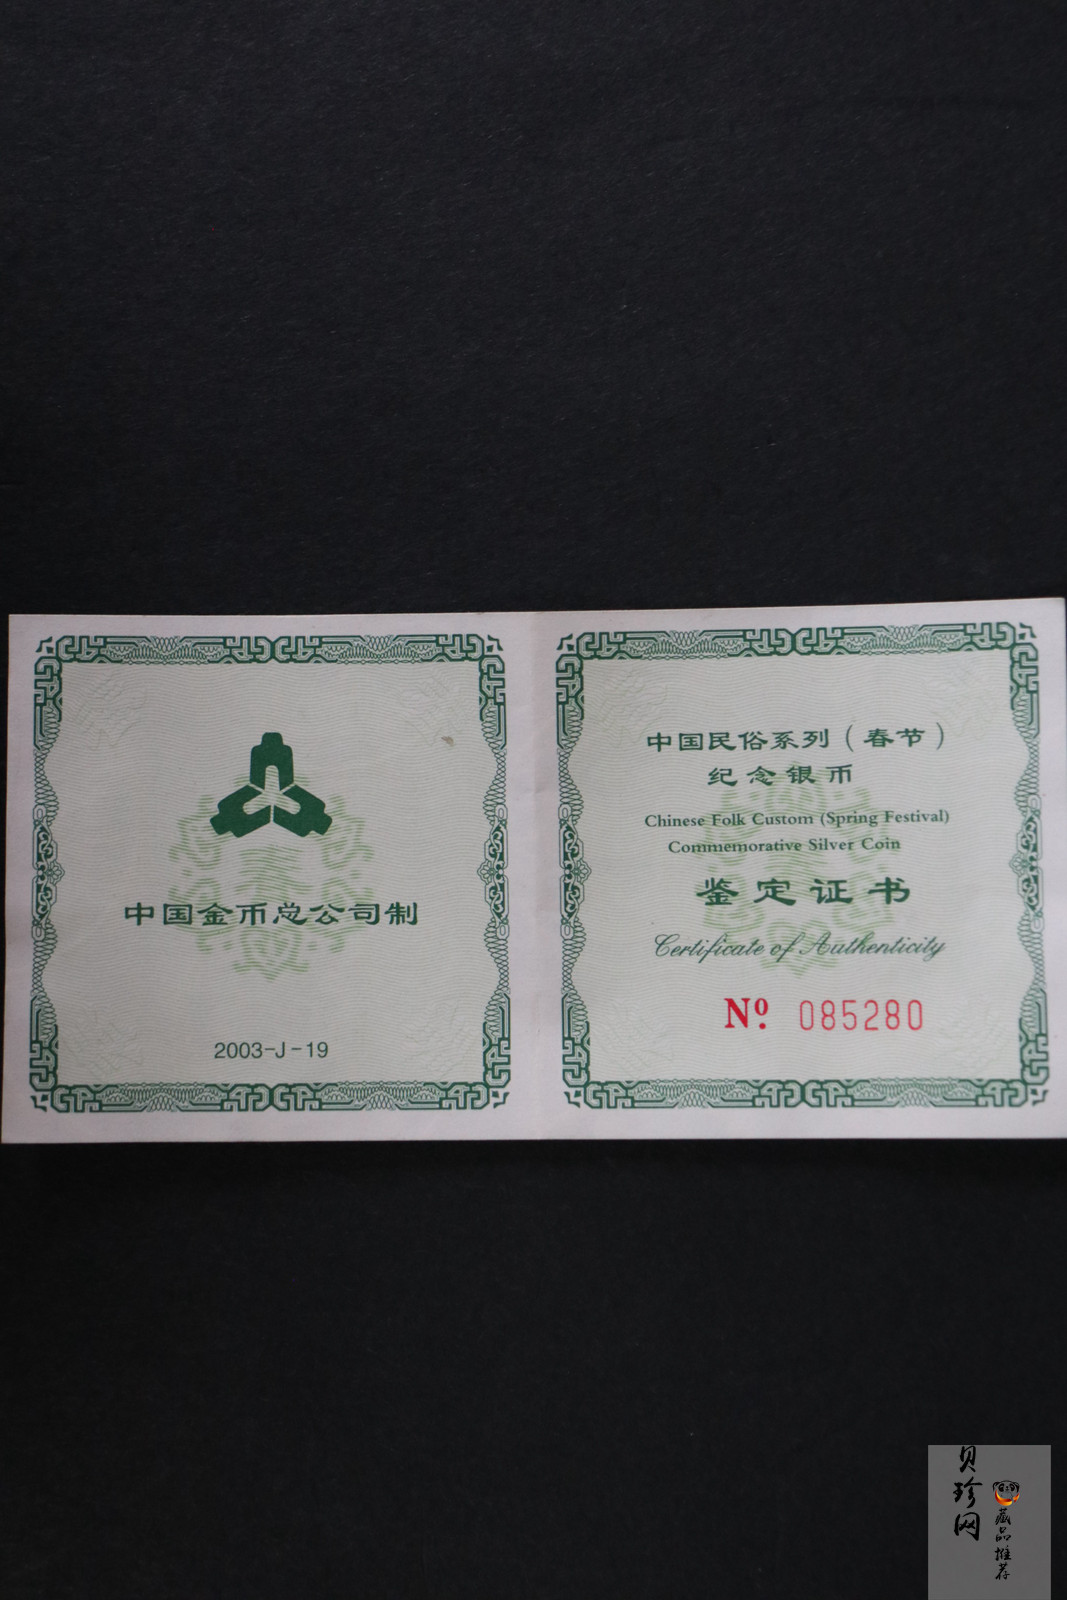 中国金币总公司制
2003-J-19
中国民俗系列（春节）
纪念银币
Chinese Folk Custom (Spring Festival)
Commemorative Silver Coin
鉴定证书
Certificate of Authenticity
Nº. 085280
贝珍网
藏品推荐